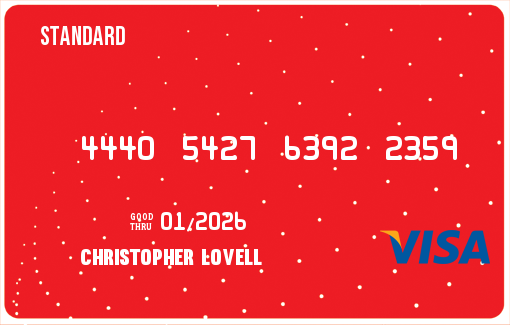 STANDARD
4440 5427 6392 2359
GOOD
THRU 01/2026
CHRISTOPHER LOVELL
VISA